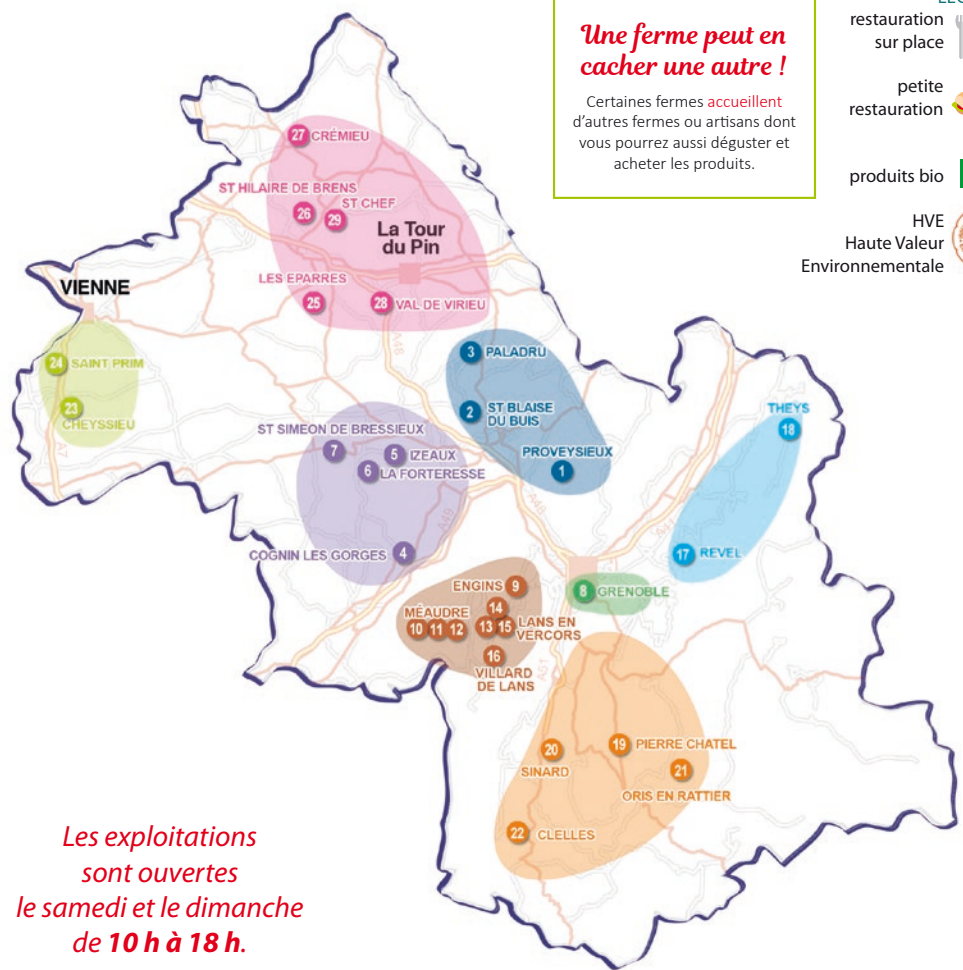 Une ferme peut en
cacher une autre !
Certaines fermes accueillent
d'autres fermes ou artisans dont
vous pourrez aussi déguster et
acheter les produits.
restauration
sur place
petite
restauration
produits bio
HVE
Haute Valeur
Environnementale
27 CRÉMIEU
ST HILAIRE DE BRENS
26
ST CHEF
29
La Tour
du Pin
LES EPARRES
25
28 VAL DE VIRIEU
VIENNE
24 SAINT PRIM
23
CHEYSSIEU
A7
A48
3 PALADRU
2 ST BLAISE
DU BUIS
PROVEYSIEUX
1
ST SIMEON DE BRESSIEUX
7
5 IZEAUX
6 LA FORTERESSE
COGNIN LES GORGES 4
A49
A48
A41
THEYS
18
17 REVEL
8 GRENOBLE
ENGINS 9
MÉAUDRE
10 11 12
14
13 15 LANS EN
VERCORS
16
VILLARD
DE LANS
A51
20
SINARD
19 PIERRE CHATEL
21
ORIS EN RATTIER
22 CLELLES
Les exploitations
sont ouvertes
le samedi et le dimanche
de 10 h à 18 h.